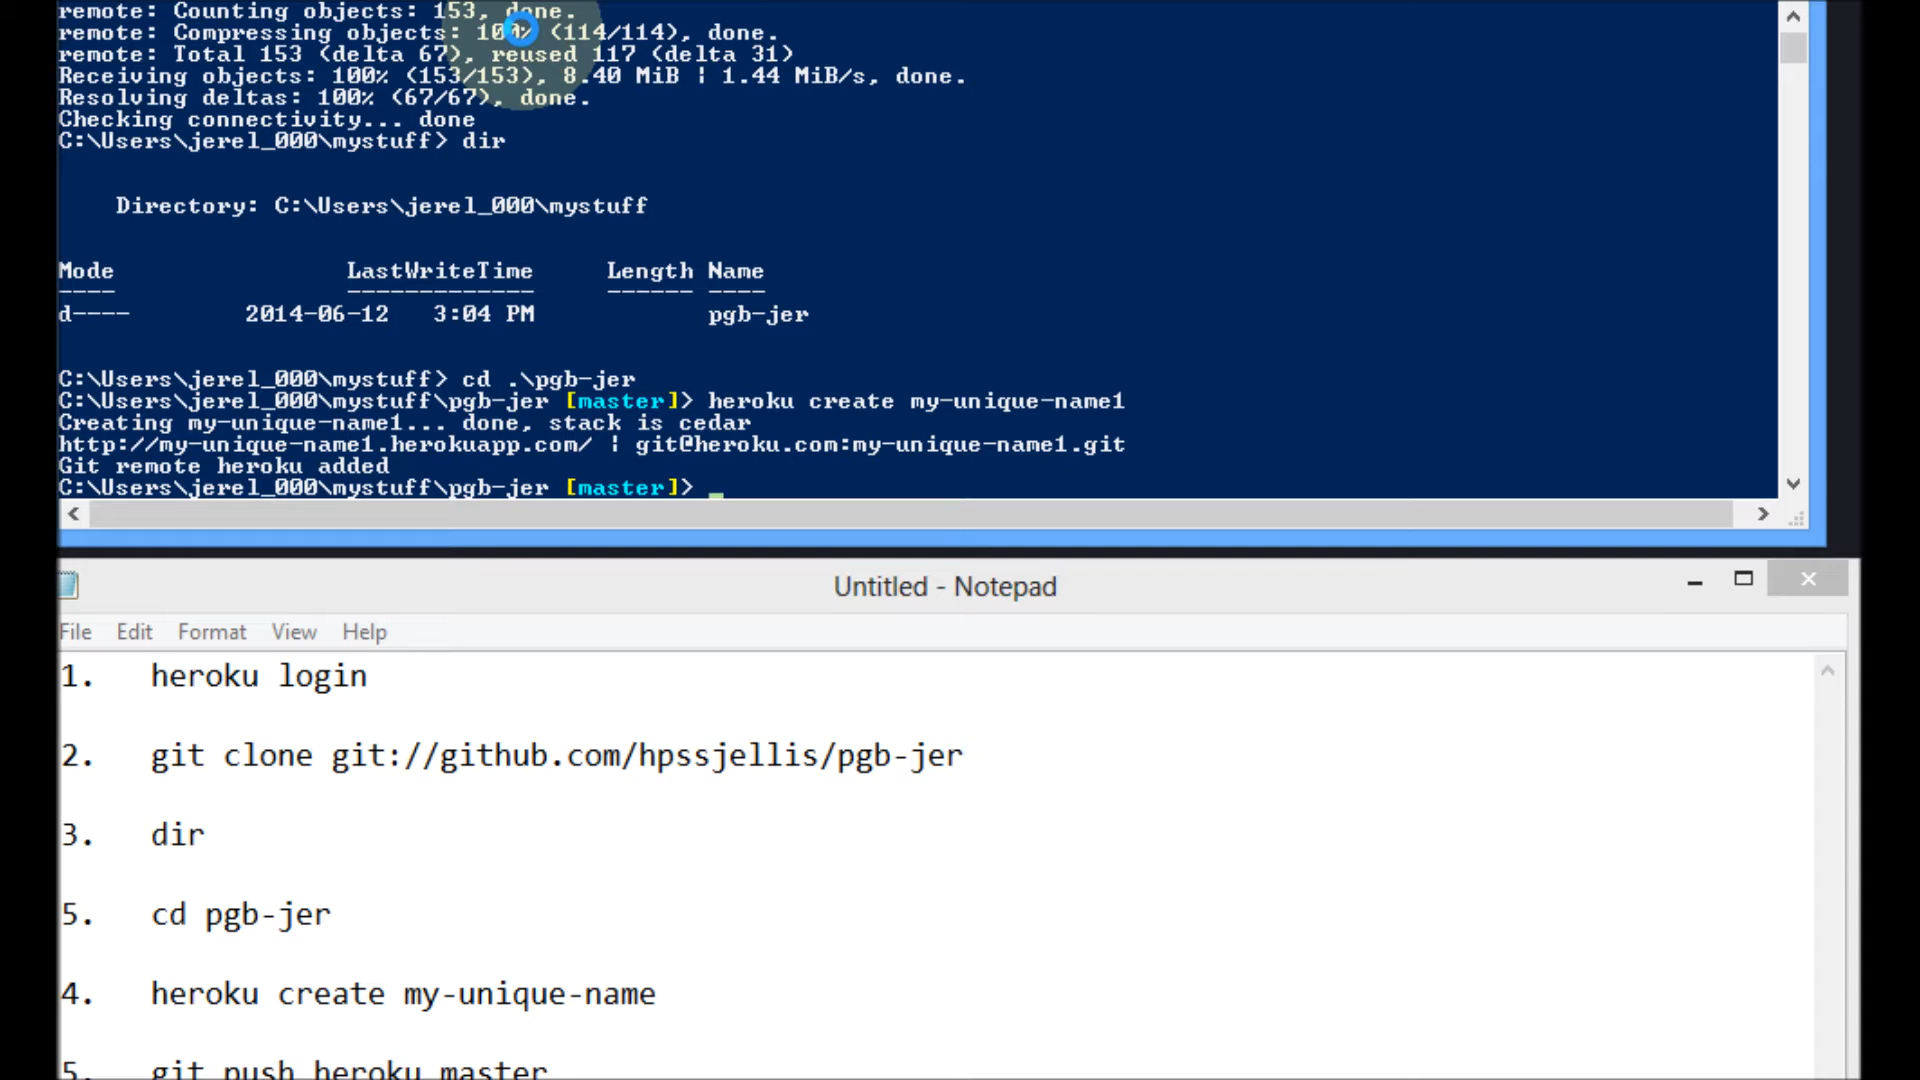 remote: Counting objects: 153, done.
remote: Compressing objects: 100% (114/114), done.
remote: Total 153 (delta 67), reused 117 (delta 31)
Receiving objects: 100% (153/153), 8.40 MiB | 1.44 MiB/s, done.
Resolving deltas: 100% (67/67), done.
Checking connectivity... done
C:\Users\jerel_000\mystuff> dir
Directory: C:\Users\jerel_000\mystuff
Mode LastWriteTime Length Name
---- ------------- ------ ----
d---- 2014-06-12 3:04 PM pgb-jer
C:\Users\jerel_000\mystuff> cd .\pgb-jer
C:\Users\jerel_000\mystuff\pgb-jer [master]> heroku create my-unique-name1
Creating my-unique-name1... done, stack is cedar
http://my-unique-name1.herokuapp.com/ | git@heroku.com:my-unique-name1.git
Git remote heroku added
C:\Users\jerel_000\mystuff\pgb-jer [master]>
Untitled - Notepad
File Edit Format View Help
1. heroku login
2. git clone git://github.com/hpssjellis/pgb-jer
3. dir
5. cd pgb-jer
4. heroku create my-unique-name
5. git push heroku master